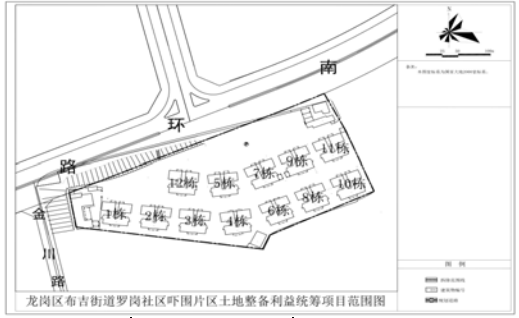 南
环
路
11栋
9栋
7栋
12栋
5栋
10栋
8栋
6栋
1栋
2栋
3栋
4栋
金
川
路
图 例
龙岗区布吉街道罗岗社区吓围片区土地整备利益统筹项目范围图